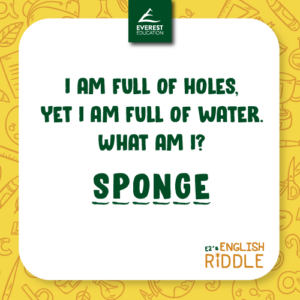 EVEREST
EDUCATION
I AM FULL OF HOLES,
YET I AM FULL OF WATER.
WHAT AM I?
SPONGE
E2's ENGLISH
RIDDLE